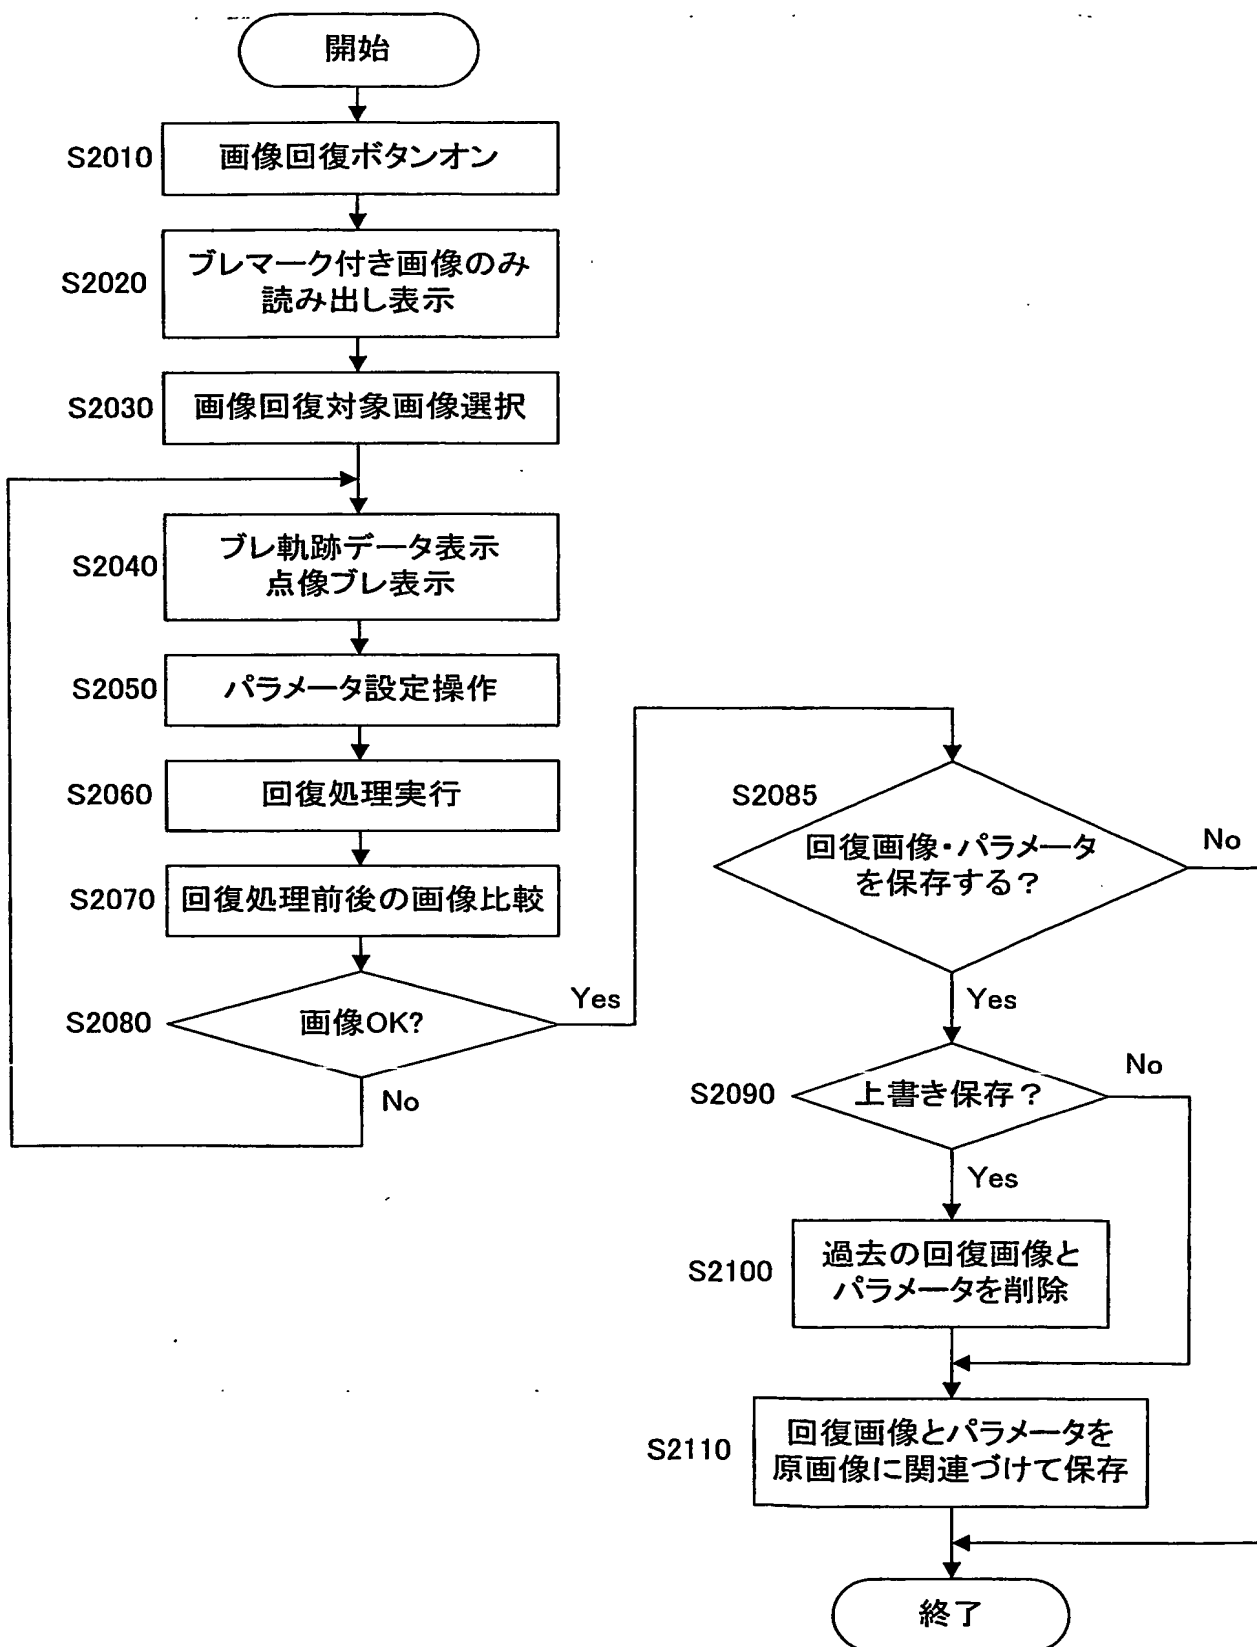 開始
S2010
画像回復ボタンオン
S2020
ブレマーク付き画像のみ
読み出し表示
S2030
画像回復対象画像選択
S2040
ブレ軌跡データ表示
点像ブレ表示
S2050
パラメータ設定操作
S2060
回復処理実行
S2070
回復処理前後の画像比較
S2080
画像OK?
Yes
No
S2085
回復画像・パラメータ
を保存する?
No
Yes
S2090
上書き保存?
No
Yes
S2100
過去の回復画像と
パラメータを削除
S2110
回復画像とパラメータを
原画像に関連づけて保存
終了